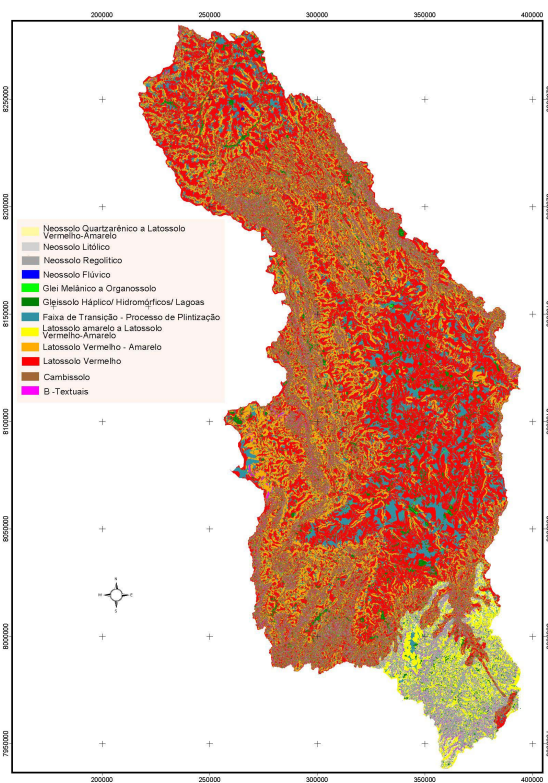 200000 250000 300000 350000 400000
8250000
8200000
8150000
8100000
8050000
8000000
7950000
Neossolo Quartzarênico a Latossolo
Vermelho-Amarelo
Neossolo Litólico
Neossolo Regolítico
Neossolo Flúvico
Glei Melânico a Organossolo
Gleissolo Háplico/ Hidromórficos/ Lagoas
Faixa de Transição - Processo de Plintização
Latossolo amarelo a Latossolo
Vermelho-Amarelo
Latossolo Vermelho - Amarelo
Latossolo Vermelho
Cambissolo
B -Textuais
N
E
S
200000 250000 300000 350000 400000